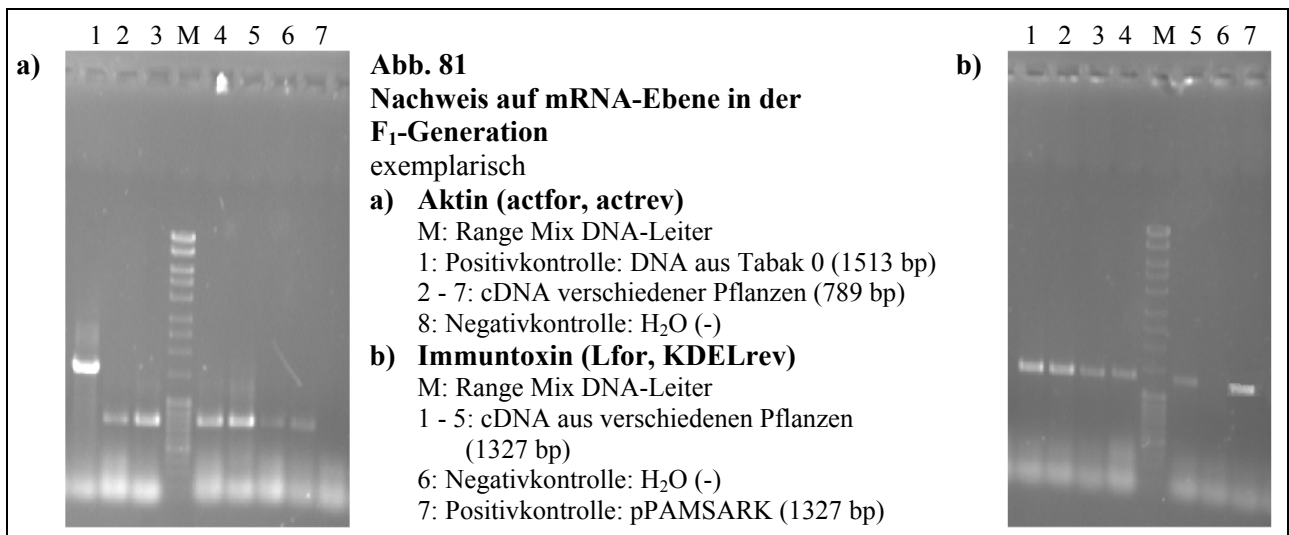 1 2 3 M 4 5 6 7
a)
Abb. 81
Nachweis auf mRNA-Ebene in der
F₁-Generation
exemplarisch
a) Aktin (actfor, actrev)
M: Range Mix DNA-Leiter
1: Positivkontrolle: DNA aus Tabak 0 (1513 bp)
2 - 7: cDNA verschiedener Pflanzen (789 bp)
8: Negativkontrolle: H₂O (-)
b) Immuntoxin (Lfor, KDELrev)
M: Range Mix DNA-Leiter
1 - 5: cDNA aus verschiedenen Pflanzen
(1327 bp)
6: Negativkontrolle: H₂O (-)
7: Positivkontrolle: pPAMSARK (1327 bp)
b)
1 2 3 4 M 5 6 7